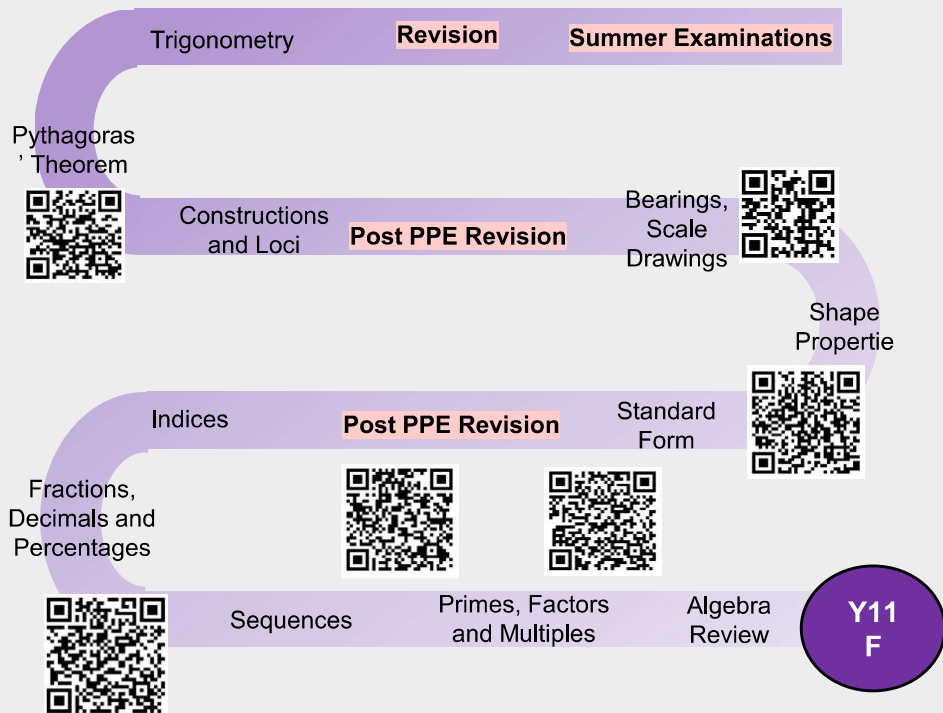 Trigonometry
Revision
Summer Examinations
Pythagoras
’ Theorem
Constructions
and Loci
Post PPE Revision
Bearings,
Scale
Drawings
Shape
Propertie
Indices
Post PPE Revision
Standard
Form
Fractions,
Decimals and
Percentages
Sequences
Primes, Factors
and Multiples
Algebra
Review
Y11
F